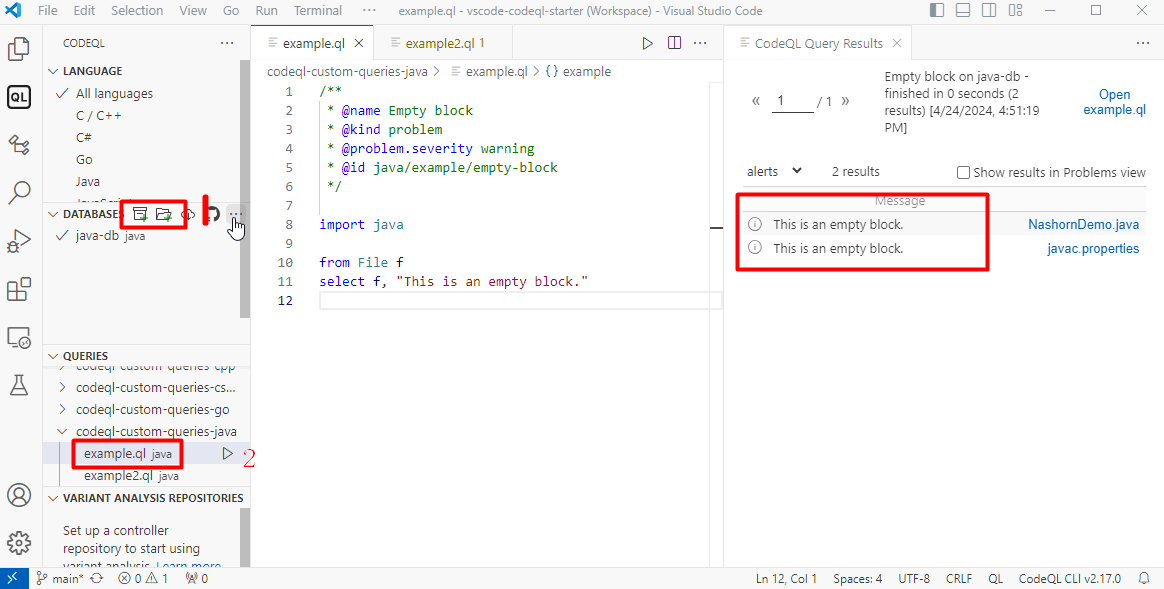 File Edit Selection View Go Run Terminal ··· example.ql - vscode-codeql-starter (Workspace) - Visual Studio Code
CODEQL ···
LANGUAGE
All languages
C / C++
C#
Go
Java
JavaScript
DATABASES
java-db java
QUERIES
codeql-custom-queries-cpp
codeql-custom-queries-cs...
codeql-custom-queries-go
codeql-custom-queries-java
example.ql java
2
example2.ql java
VARIANT ANALYSIS REPOSITORIES
Set up a controller
repository to start using
variant analysis. Learn more
QL
example.ql example2.ql 1 ···
codeql-custom-queries-java > example.ql > {} example
1 /**
2 * @name Empty block
3 * @kind problem
4 * @problem.severity warning
5 * @id java/example/empty-block
6 */
7
8 import java
9
10 from File f
11 select f, "This is an empty block."
12
CodeQL Query Results ···
« 1 / 1 »
Empty block on java-db -
finished in 0 seconds (2
results) [4/24/2024, 4:51:19
PM]
Open
example.ql
alerts 2 results Show results in Problems view
Message
This is an empty block. NashornDemo.java
This is an empty block. javac.properties
main* 0 1 0 Ln 12, Col 1 Spaces: 4 UTF-8 CRLF QL CodeQL CLI v2.17.0